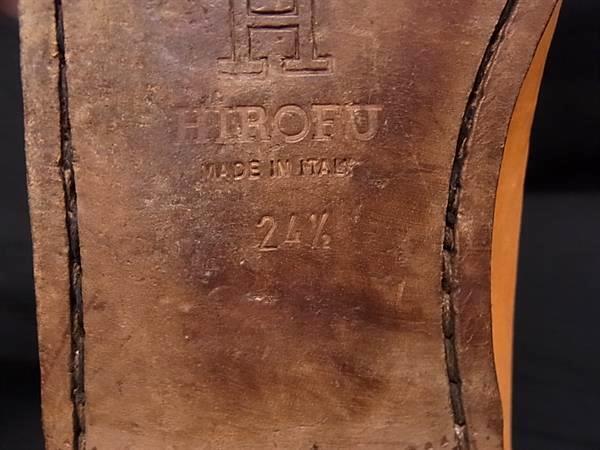 H
HIROFU
MADE IN ITALY
24½